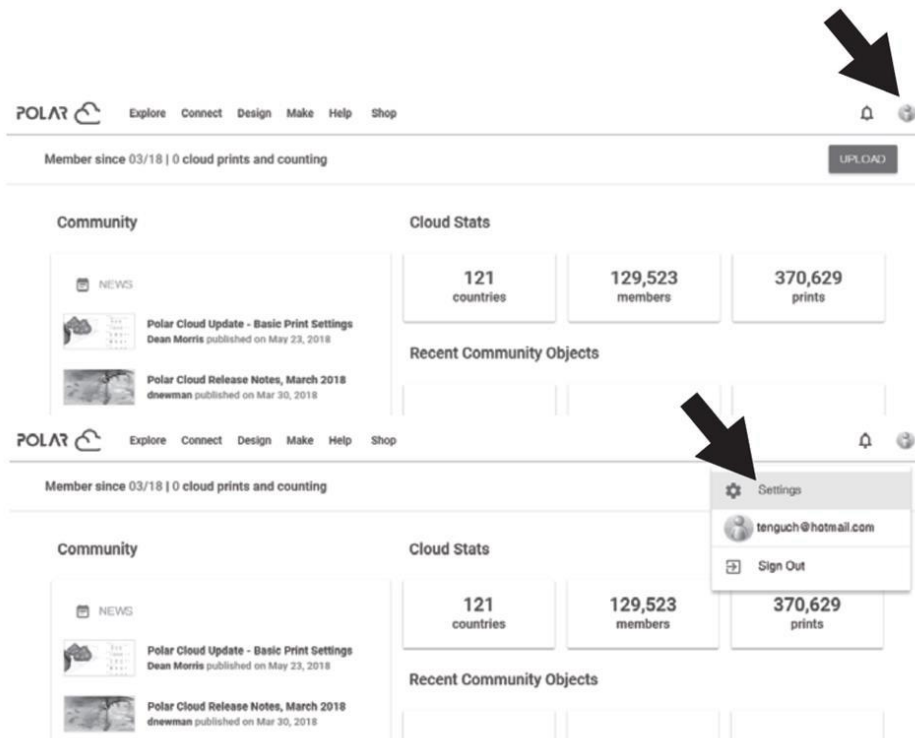 POLAR Explore Connect Design Make Help Shop
Member since 03/18 | 0 cloud prints and counting UPLOAD
Community
NEWS
Polar Cloud Update - Basic Print Settings
Dean Morris published on May 23, 2018
Polar Cloud Release Notes, March 2018
dnewman published on Mar 30, 2018
Cloud Stats
121 129,523 370,629
countries members prints
Recent Community Objects
POLAR Explore Connect Design Make Help Shop
Member since 03/18 | 0 cloud prints and counting
Settings
tenguch@hotmail.com
Sign Out
Community
NEWS
Polar Cloud Update - Basic Print Settings
Dean Morris published on May 23, 2018
Polar Cloud Release Notes, March 2018
dnewman published on Mar 30, 2018
Cloud Stats
121 129,523 370,629
countries members prints
Recent Community Objects